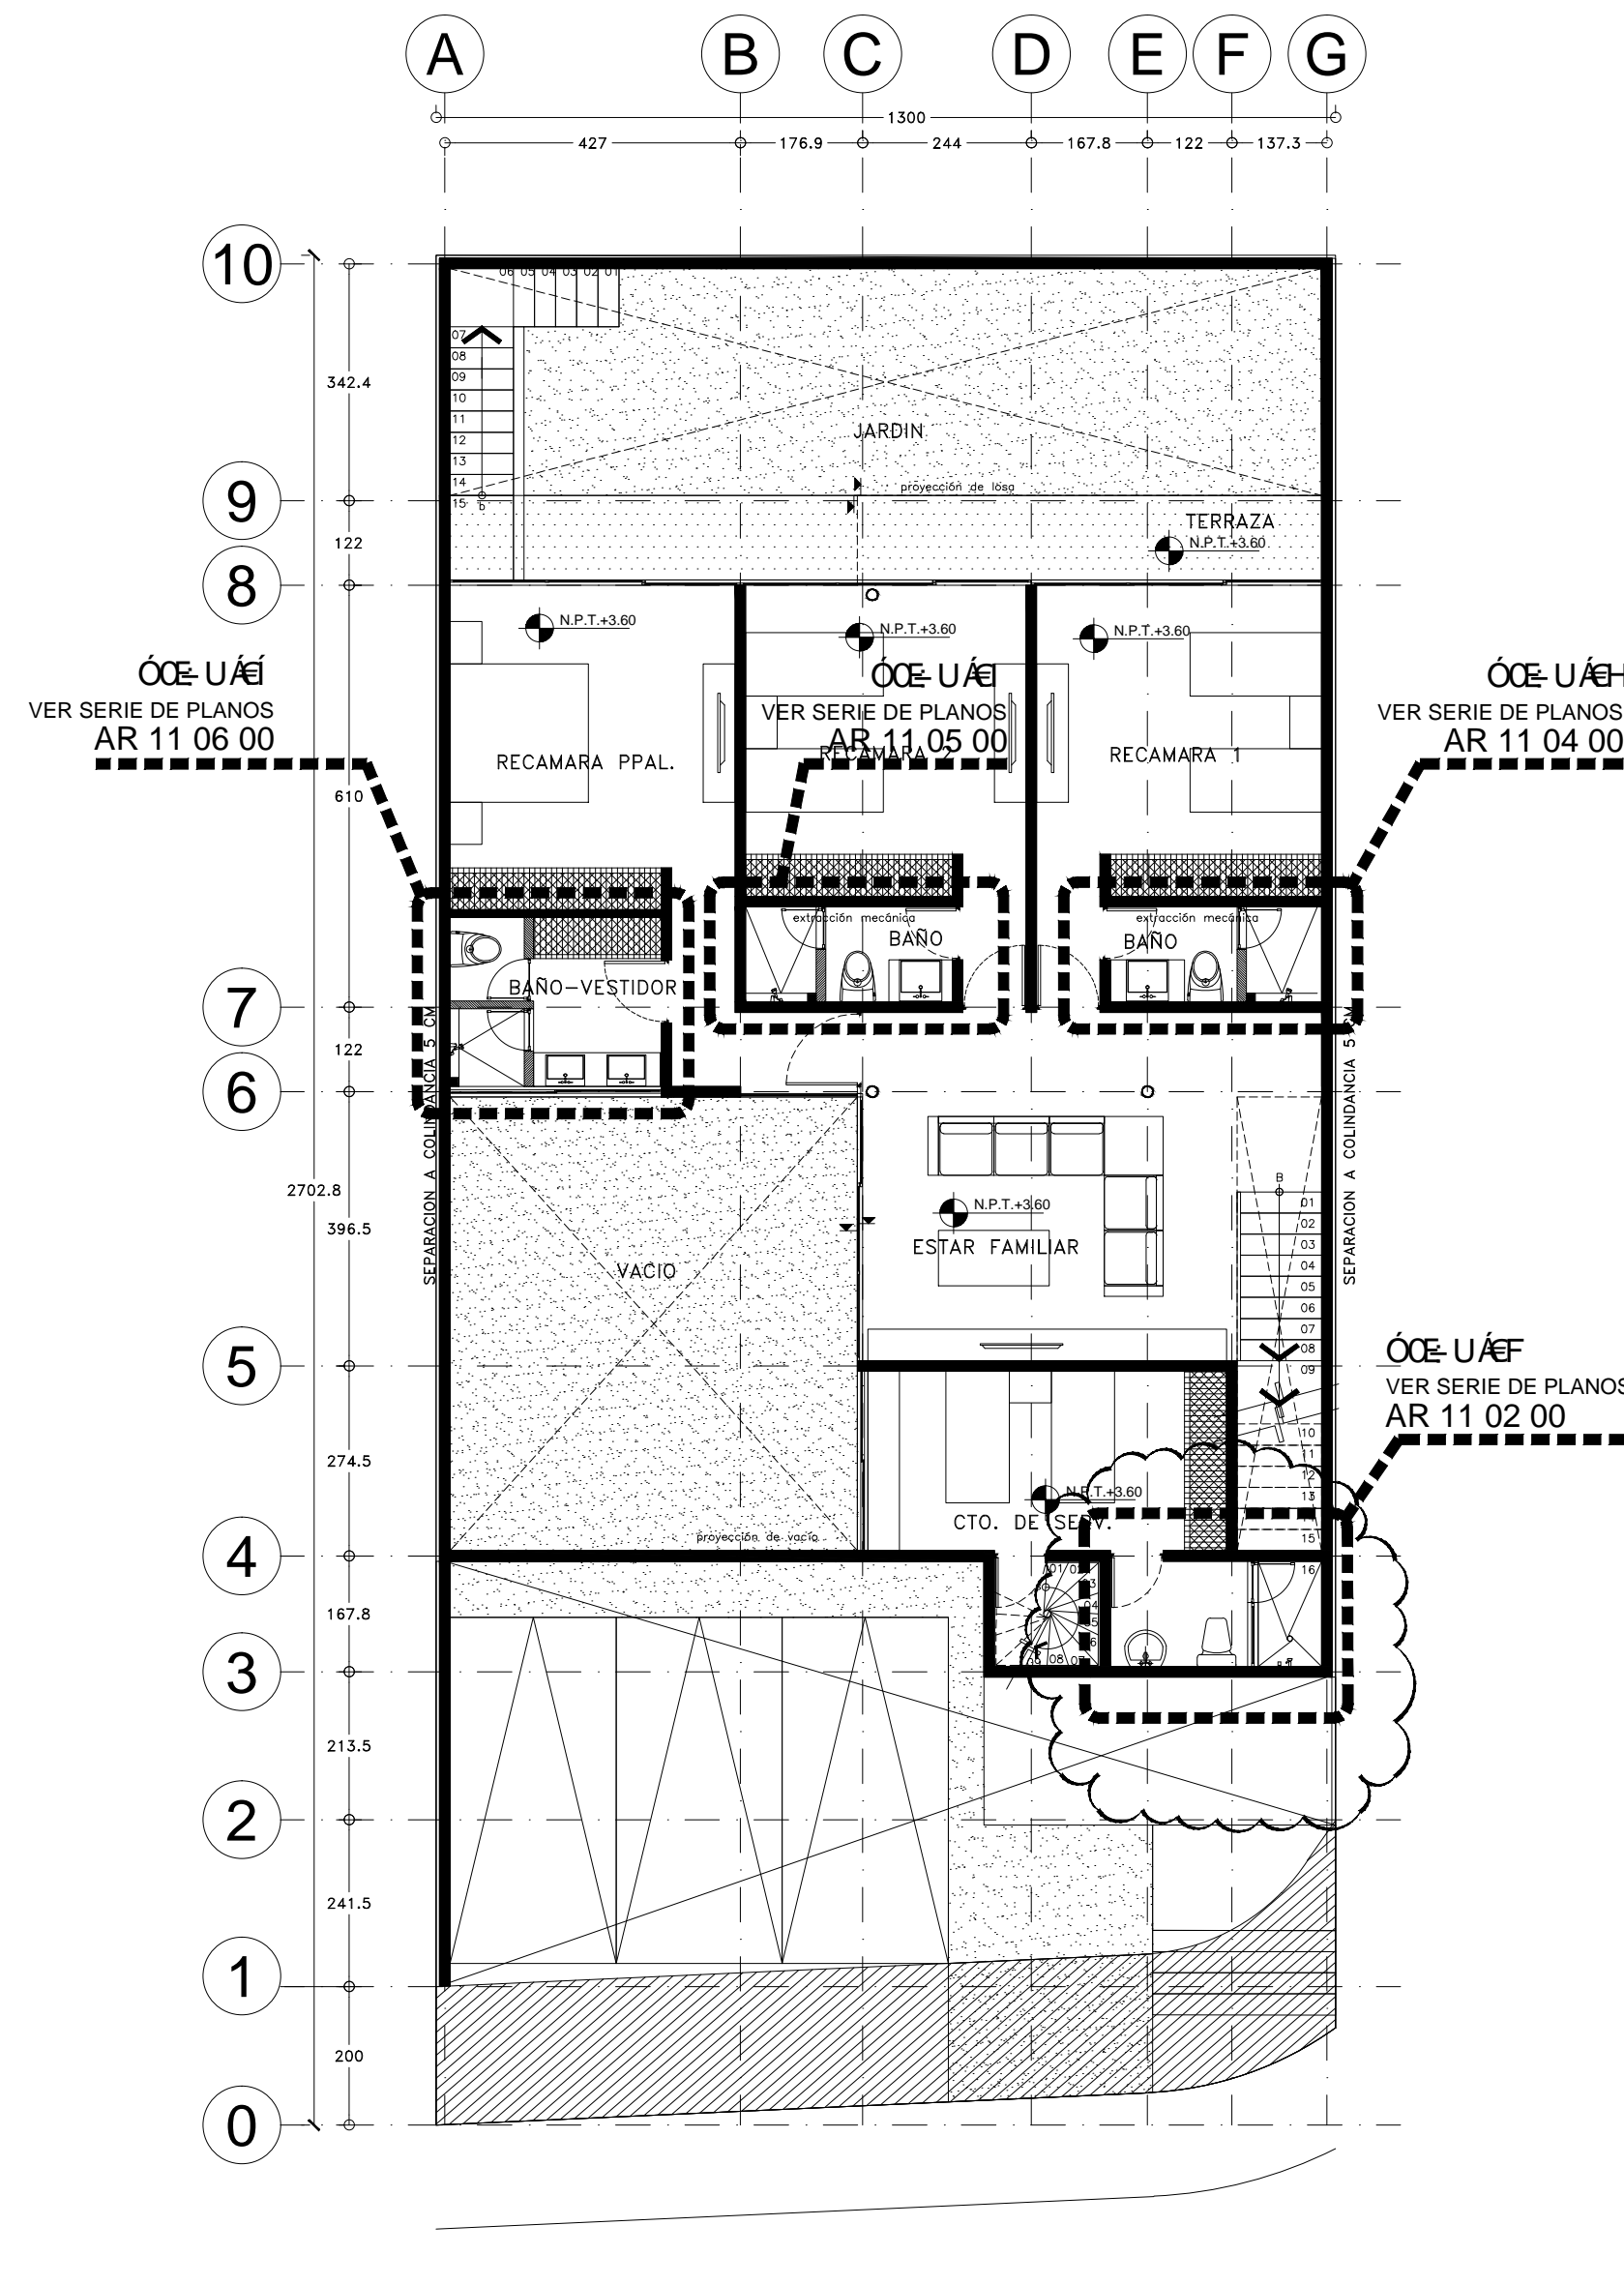 A B C D E F G
1300
427 176.9 244 167.8 122 137.3
10
06 05 04 03 02 01
07
08
09
10
11
12
13
14
15
b
342.4
JARDIN
proyección de losa
9
TERRAZA
N.P.T.+3.60
122
8
N.P.T.+3.60
N.P.T.+3.60
N.P.T.+3.60
VER SERIE DE PLANOS
AR 11 06 00
VER SERIE DE PLANOS
AR 11 05 00
VER SERIE DE PLANOS
AR 11 04 00
RECAMARA PPAL.
RECAMARA 2
RECAMARA 1
610
extracción mecánica
BAÑO
extracción mecánica
BAÑO
BAÑO-VESTIDOR
7
122
6
SEPARACION A COLINDANCIA 5 CM
SEPARACION A COLINDANCIA 5 CM
2702.8
396.5
N.P.T.+3.60
ESTAR FAMILIAR
VACIO
B
01
02
03
04
05
06
07
08
09
10
11
12
13
15
16
5
VER SERIE DE PLANOS
AR 11 02 00
274.5
N.P.T.+3.60
CTO. DE SERV.
proyección de vacio
4
01
03
04
08
07
167.8
3
213.5
2
241.5
1
200
0